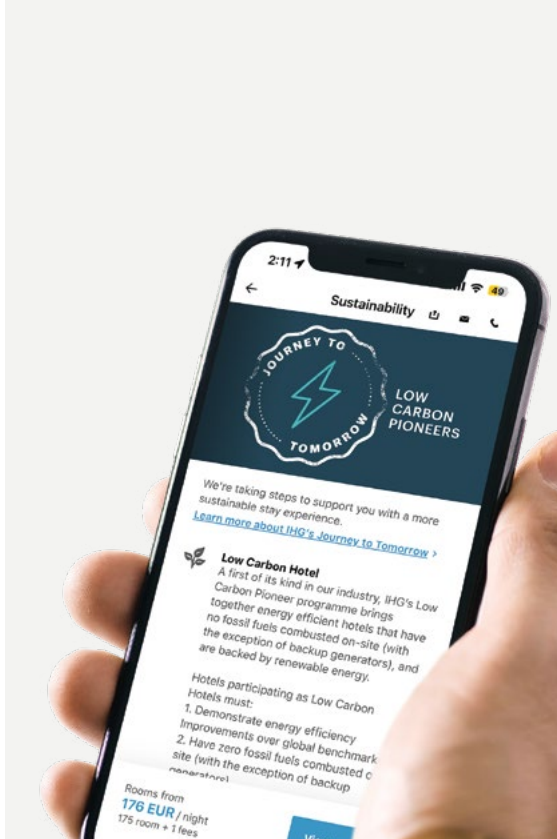 2:11
49
Sustainability
JOURNEY TO
TOMORROW
LOW
CARBON
PIONEERS
We're taking steps to support you with a more
sustainable stay experience.
Learn more about IHG's Journey to Tomorrow >
Low Carbon Hotel
A first of its kind in our industry, IHG's Low
Carbon Pioneer programme brings
together energy efficient hotels that have
no fossil fuels combusted on-site (with
the exception of backup generators), and
are backed by renewable energy.
Hotels participating as Low Carbon
Hotels must:
1. Demonstrate energy efficiency
Improvements over global benchmark
2. Have zero fossil fuels combusted
site (with the exception of backup
generators)
Rooms from
176 EUR / night
175 room + 1 fees